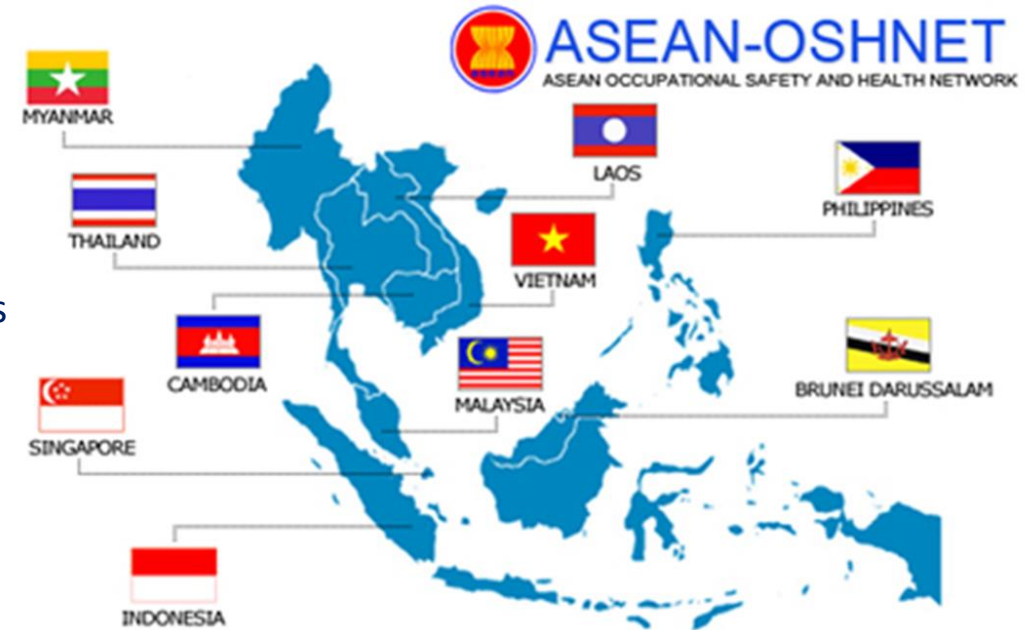 ASEAN-OSHNET
ASEAN OCCUPATIONAL SAFETY AND HEALTH NETWORK
MYANMAR
LAOS
PHILIPPINES
THAILAND
VIETNAM
s
CAMBODIA
BRUNEI DARUSSALAM
MALAYSIA
SINGAPORE
INDONESIA